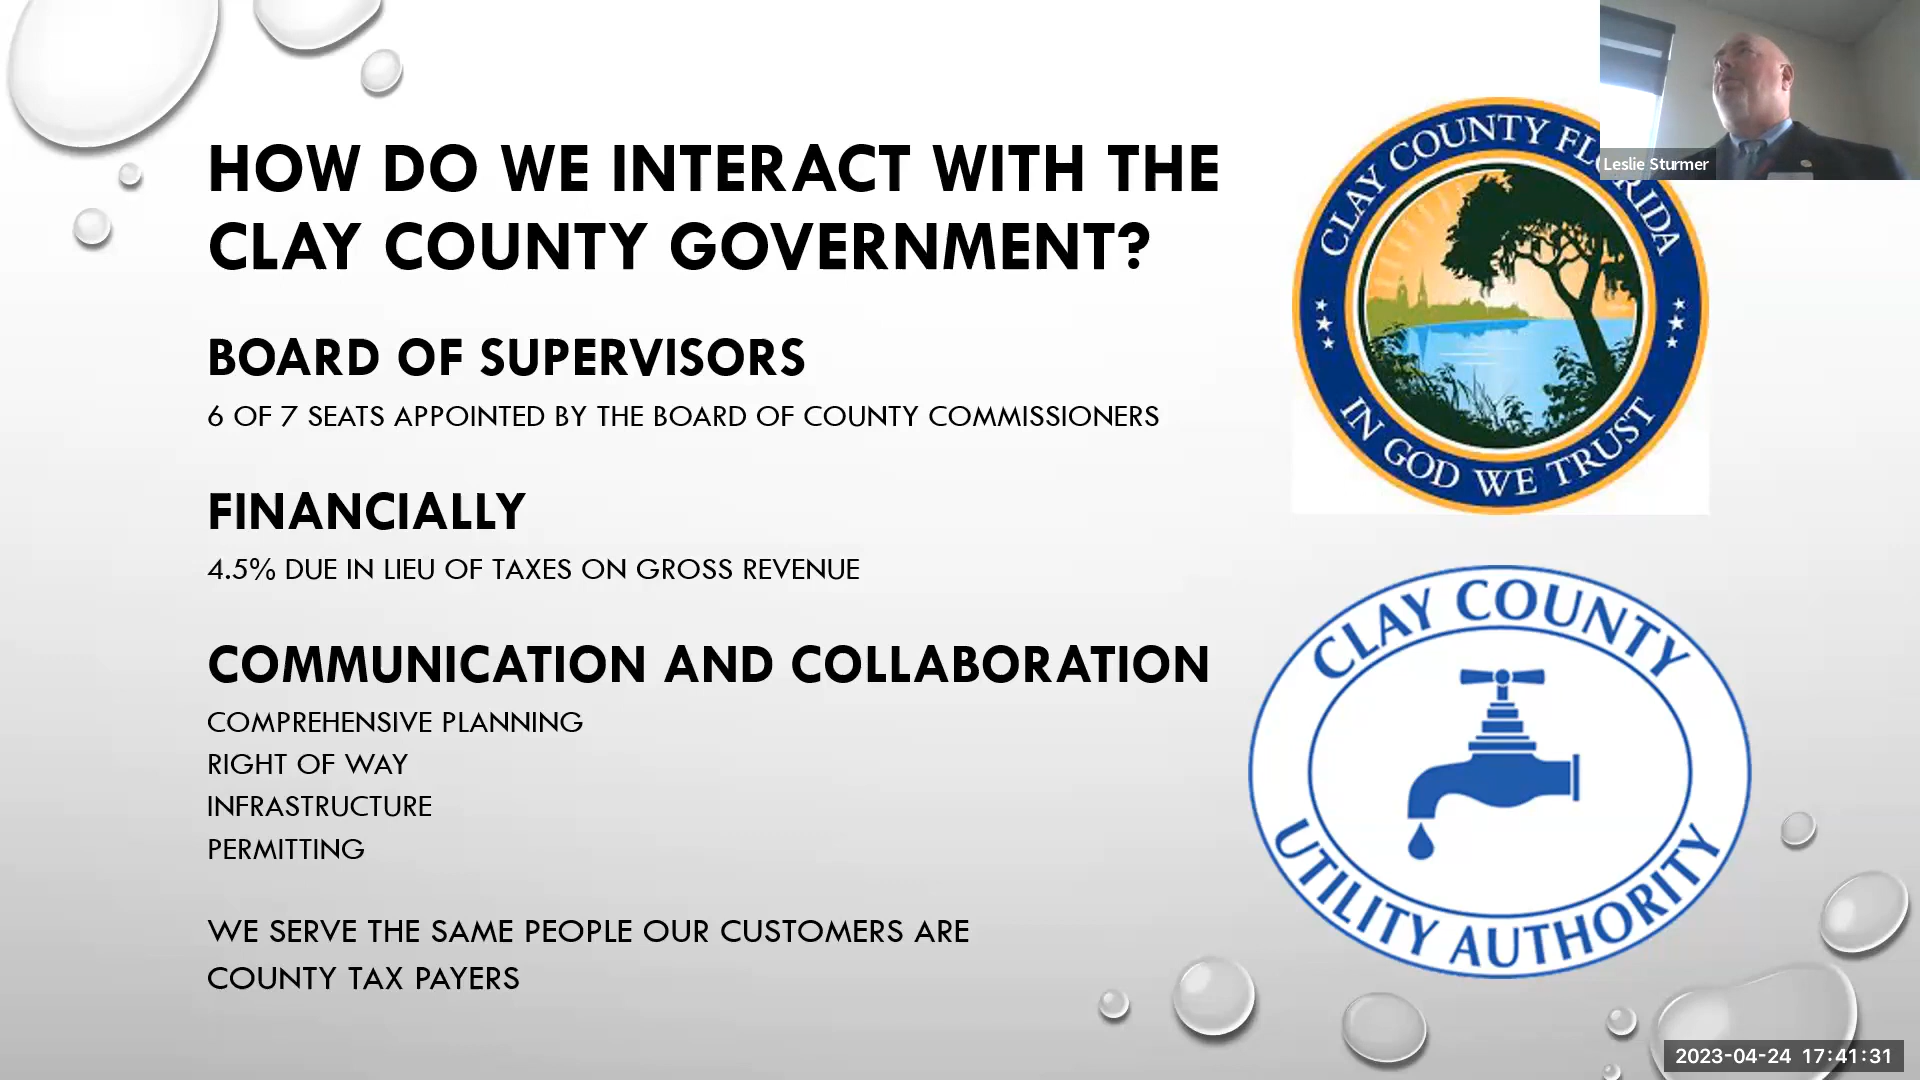 HOW DO WE INTERACT WITH THE
CLAY COUNTY GOVERNMENT?
BOARD OF SUPERVISORS
6 OF 7 SEATS APPOINTED BY THE BOARD OF COUNTY COMMISSIONERS
FINANCIALLY
4.5% DUE IN LIEU OF TAXES ON GROSS REVENUE
COMMUNICATION AND COLLABORATION
COMPREHENSIVE PLANNING
RIGHT OF WAY
INFRASTRUCTURE
PERMITTING
WE SERVE THE SAME PEOPLE OUR CUSTOMERS ARE
COUNTY TAX PAYERS
Leslie Sturmer
CLAY COUNTY FLORIDA
IN GOD WE TRUST
CLAY COUNTY
UTILITY AUTHORITY
2023-04-24 17:41:31